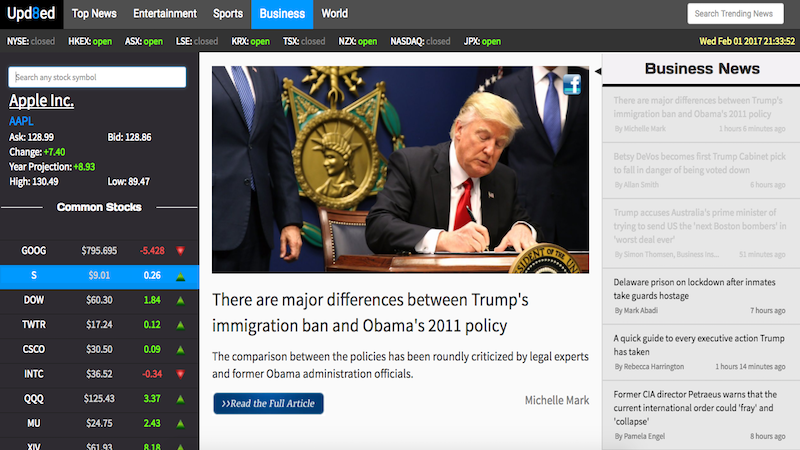 Upd8ed Top News Entertainment Sports Business World Search Trending News
NYSE: closed HKEX: open ASX: open LSE: closed KRX: open TSX: closed NZX: open NASDAQ: closed JPX: open Wed Feb 01 2017 21:33:52
Search any stock symbol
Apple Inc.
AAPL
Ask: 128.99 Bid: 128.86
Change: +7.40
Year Projection: +8.93
High: 130.49 Low: 89.47
Common Stocks
GOOG $795.695 -5.428
S $9.01 0.26
DOW $60.30 1.84
TWTR $17.24 0.12
CSCO $30.50 0.09
INTC $36.52 -0.34
QQQ $125.43 3.37
MU $24.75 2.43
XIV $61.93 8.18
f
There are major differences between Trump's
immigration ban and Obama's 2011 policy
The comparison between the policies has been roundly criticized by legal experts
and former Obama administration officials.
>>Read the Full Article Michelle Mark
Business News
There are major differences between Trump's
immigration ban and Obama's 2011 policy
By Michelle Mark 1 hours 6 minutes ago
Betsy DeVos becomes first Trump Cabinet pick
to fall in danger of being voted down
By Allan Smith 6 hours ago
Trump accuses Australia's prime minister of
trying to send US the 'next Boston bombers' in
'worst deal ever'
By Simon Thomsen, Business Ins... 51 minutes ago
Delaware prison on lockdown after inmates
take guards hostage
By Mark Abadi 7 hours ago
A quick guide to every executive action Trump
has taken
By Rebecca Harrington 1 hours 14 minutes ago
Former CIA director Petraeus warns that the
current international order could 'fray' and
'collapse'
By Pamela Engel 8 hours ago